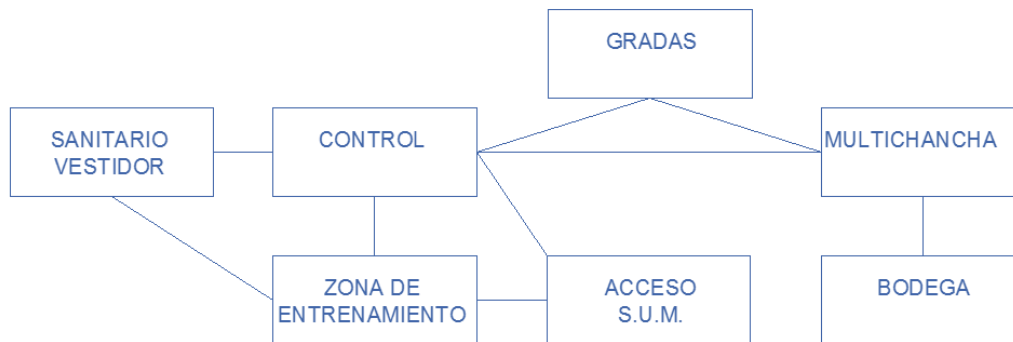 GRADAS
SANITARIO
VESTIDOR
CONTROL
MULTICHANCHA
ZONA DE
ENTRENAMIENTO
ACCESO
S.U.M.
BODEGA